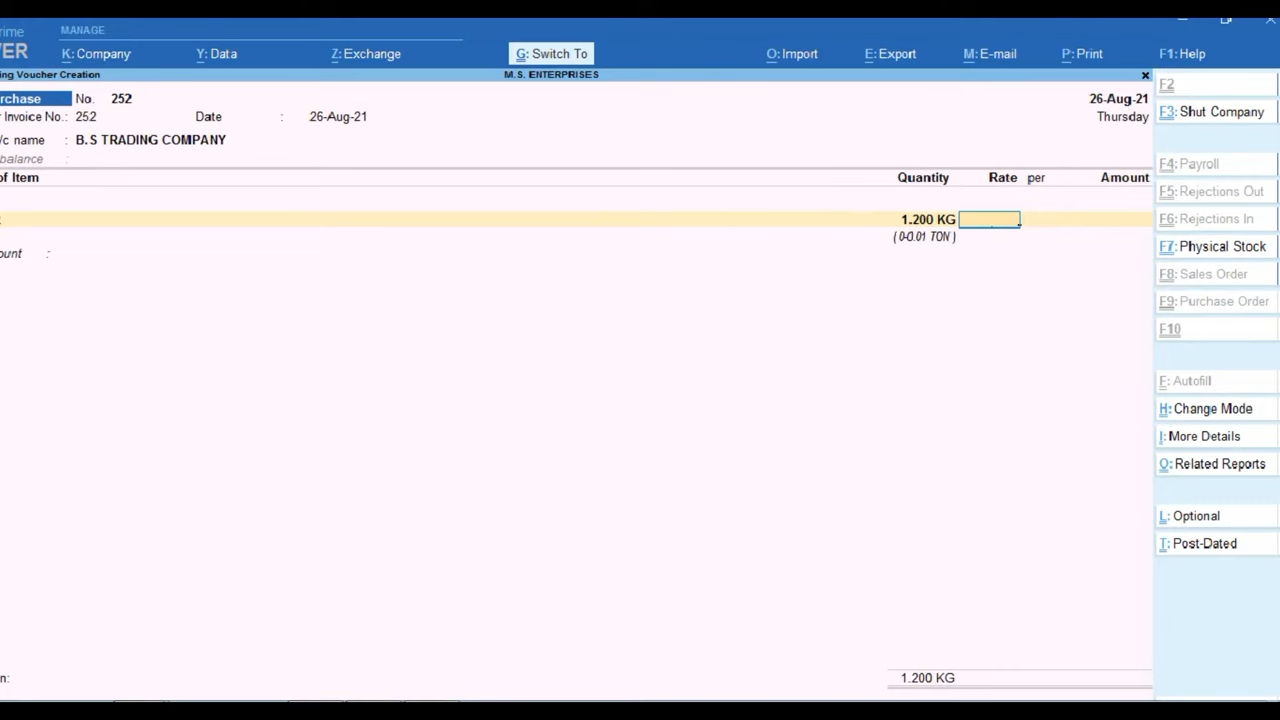 rime
MANAGE
VER
K: Company
Y: Data
Z: Exchange
G: Switch To
O: Import
E: Export
M: E-mail
P: Print
F1: Help
ing Voucher Creation
M.S. ENTERPRISES
x
rchase No. 252
26-Aug-21
r Invoice No.: 252 Date : 26-Aug-21
Thursday
/c name : B.S TRADING COMPANY
balance :
of Item Quantity Rate per Amount
1.200 KG
( 0-0.01 TON )
ount :
n: 1.200 KG
F2
F3: Shut Company
F4: Payroll
F5: Rejections Out
F6: Rejections In
F7: Physical Stock
F8: Sales Order
F9: Purchase Order
F10
F: Autofill
H: Change Mode
I: More Details
O: Related Reports
L: Optional
T: Post-Dated